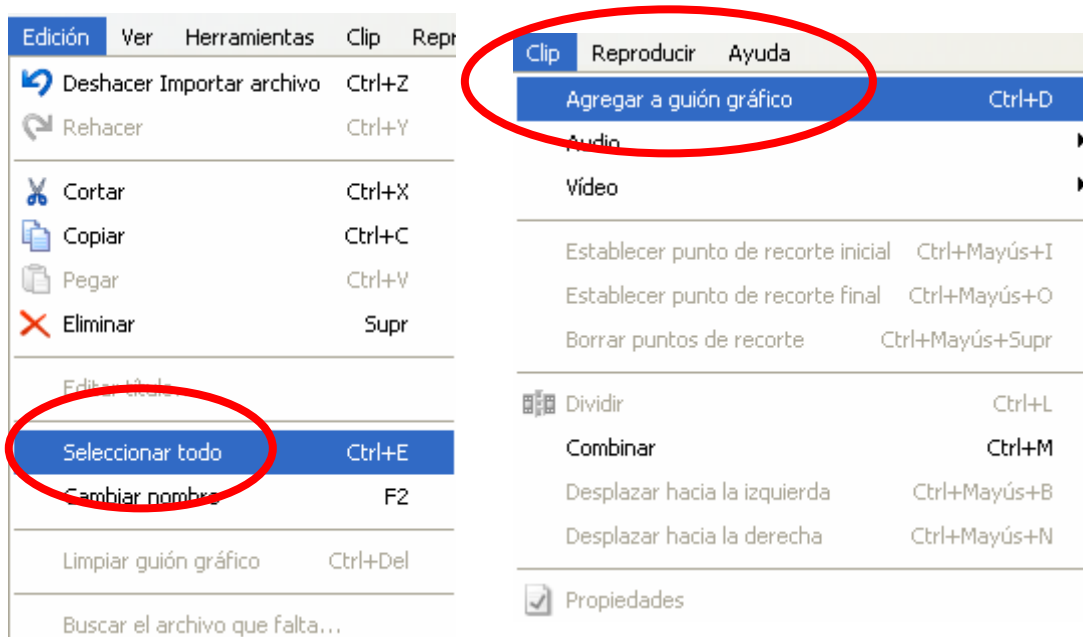 Edición Ver Herramientas Clip Repr
Deshacer Importar archivo Ctrl+Z
Rehacer Ctrl+Y
Cortar Ctrl+X
Copiar Ctrl+C
Pegar Ctrl+V
Eliminar Supr
Editar título...
Seleccionar todo Ctrl+E
Cambiar nombre F2
Limpiar guión gráfico Ctrl+Del
Buscar el archivo que falta...
Clip Reproducir Ayuda
Agregar a guión gráfico Ctrl+D
Audio
Vídeo
Establecer punto de recorte inicial Ctrl+Mayús+I
Establecer punto de recorte final Ctrl+Mayús+O
Borrar puntos de recorte Ctrl+Mayús+Supr
Dividir Ctrl+L
Combinar Ctrl+M
Desplazar hacia la izquierda Ctrl+Mayús+B
Desplazar hacia la derecha Ctrl+Mayús+N
Propiedades